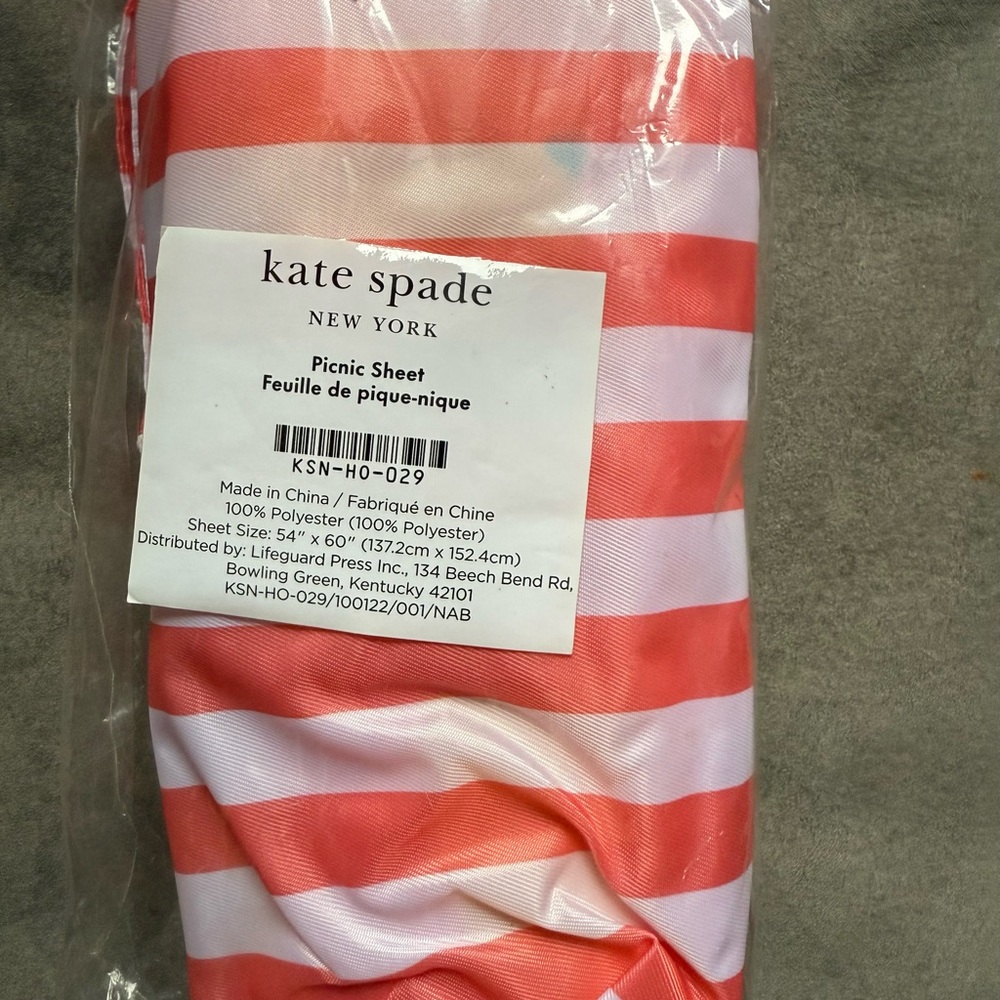 kate spade
NEW YORK
Picnic Sheet
Feuille de pique-nique
KSN-HO-029
Made in China / Fabriqué en Chine
100% Polyester (100% Polyester)
Sheet Size: 54" x 60" (137.2cm x 152.4cm)
Distributed by: Lifeguard Press Inc., 134 Beech Bend Rd,
Bowling Green, Kentucky 42101
KSN-HO-029/100122/001/NAB